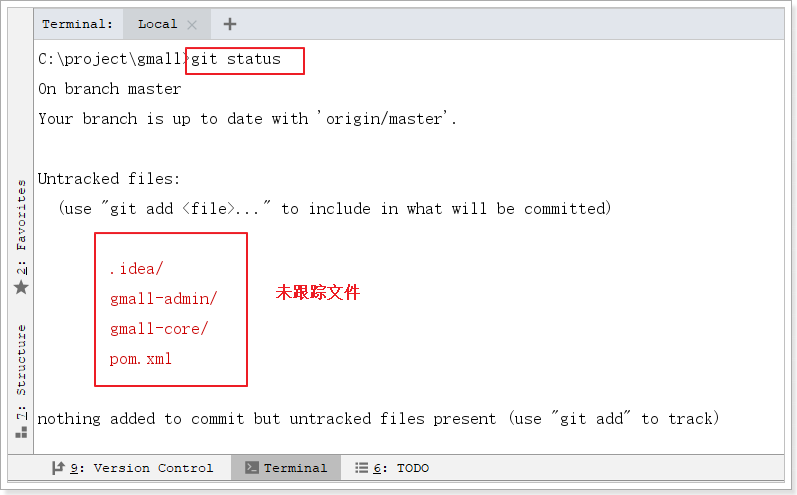 Terminal: Local × +
C:\project\gmall>git status
On branch master
Your branch is up to date with 'origin/master'.
Untracked files:
(use "git add <file>..." to include in what will be committed)
.idea/
gmall-admin/
gmall-core/
pom.xml
未跟踪文件
nothing added to commit but untracked files present (use "git add" to track)
2: Favorites
7: Structure
9: Version Control Terminal 6: TODO